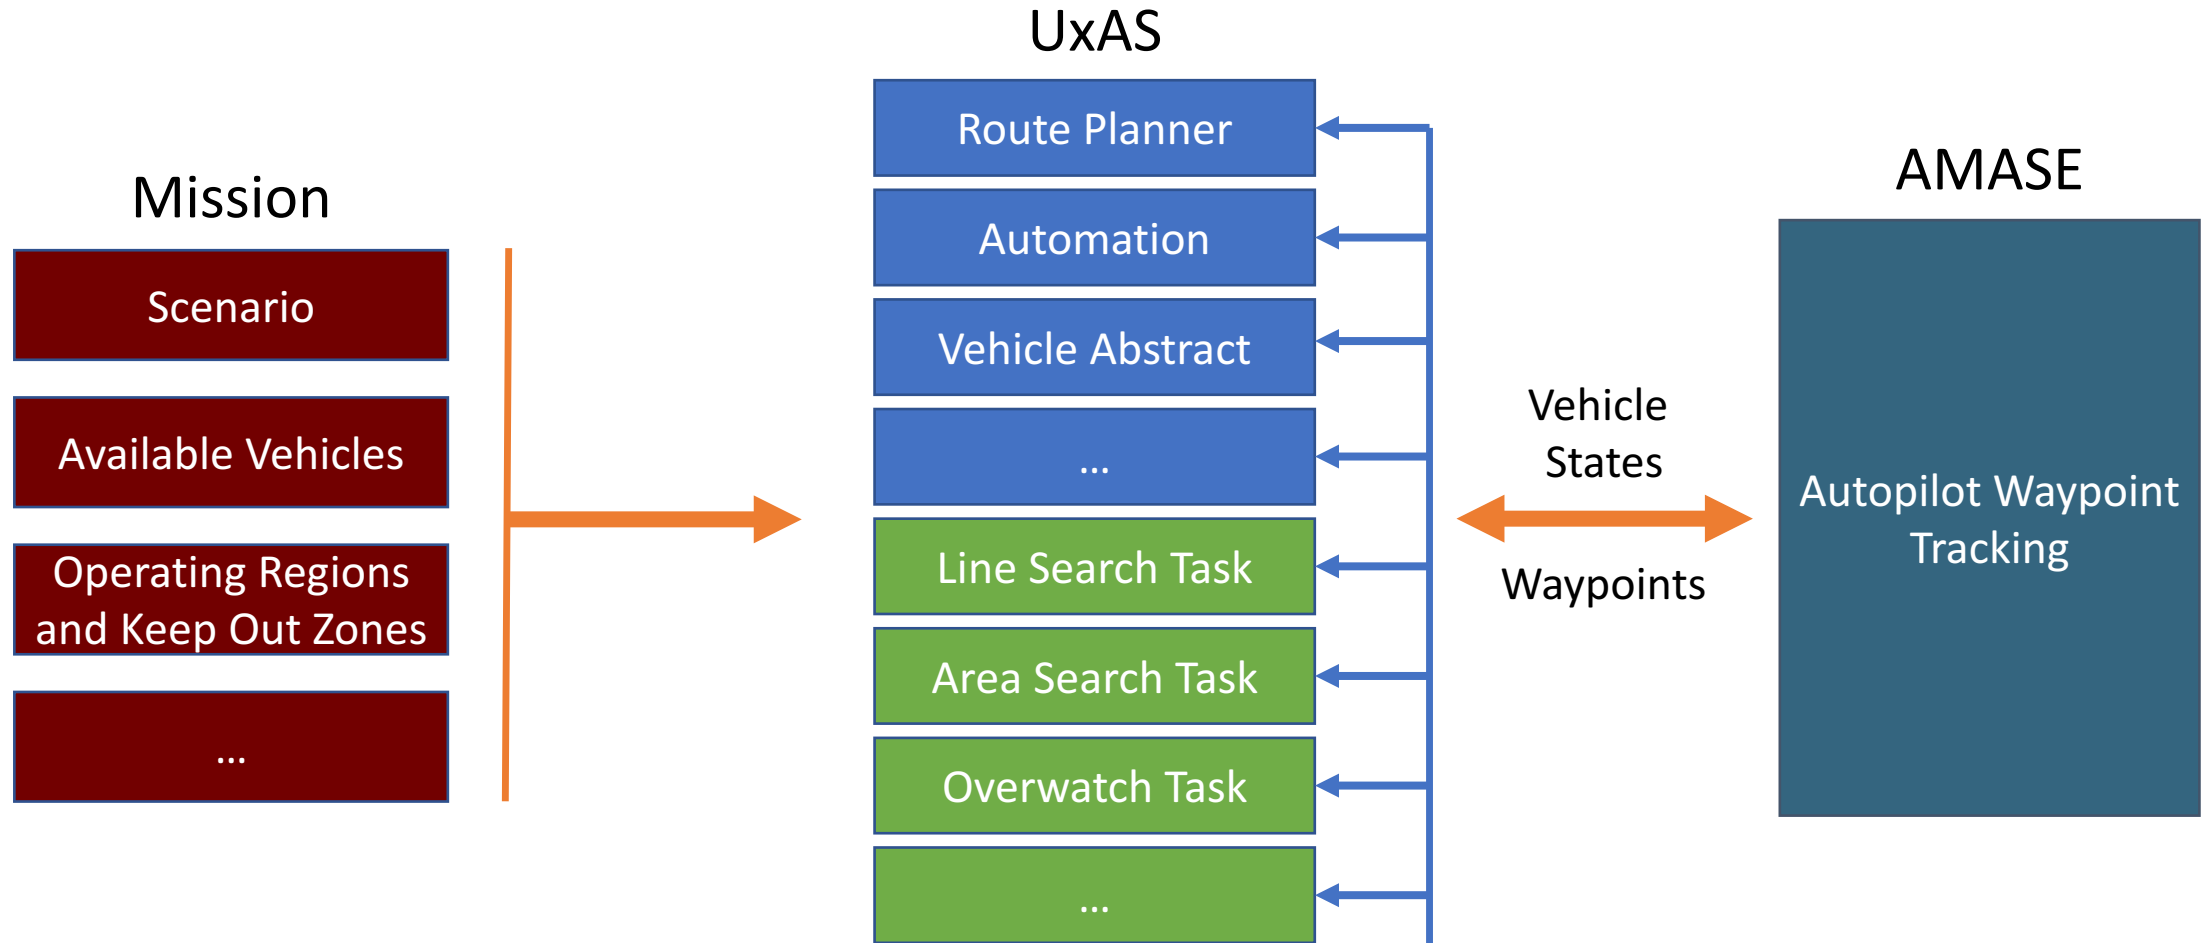 Mission
Scenario
Available Vehicles
Operating Regions
and Keep Out Zones
...
UxAS
Route Planner
Automation
Vehicle Abstract
...
Line Search Task
Area Search Task
Overwatch Task
...
Vehicle
States
Waypoints
AMASE
Autopilot Waypoint
Tracking